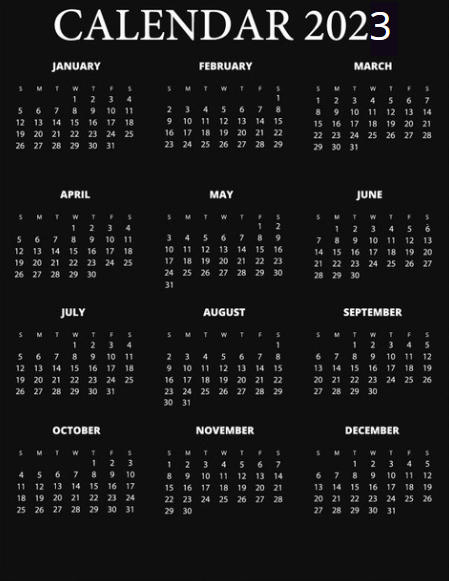 CALENDAR 2023
JANUARY
S M T W T F S
1 2 3 4
5 6 7 8 9 10 11
12 13 14 15 16 17 18
19 20 21 22 23 24 25
26 27 28 29 30 31
FEBRUARY
S M T W T F S
1
2 3 4 5 6 7 8
9 10 11 12 13 14 15
16 17 18 19 20 21 22
23 24 25 26 27 28 29
MARCH
S M T W T F S
1 2 3 4 5 6 7
8 9 10 11 12 13 14
15 16 17 18 19 20 21
22 23 24 25 26 27 28
29 30 31
APRIL
S M T W T F S
1 2 3 4
5 6 7 8 9 10 11
12 13 14 15 16 17 18
19 20 21 22 23 24 25
26 27 28 29 30
MAY
S M T W T F S
1 2
3 4 5 6 7 8 9
10 11 12 13 14 15 16
17 18 19 20 21 22 23
24 25 26 27 28 29 30
31
JUNE
S M T W T F S
1 2 3 4 5 6
7 8 9 10 11 12 13
14 15 16 17 18 19 20
21 22 23 24 25 26 27
28 29 30
JULY
S M T W T F S
1 2 3 4
5 6 7 8 9 10 11
12 13 14 15 16 17 18
19 20 21 22 23 24 25
26 27 28 29 30 31
AUGUST
S M T W T F S
1
2 3 4 5 6 7 8
9 10 11 12 13 14 15
16 17 18 19 20 21 22
23 24 25 26 27 28 29
30 31
SEPTEMBER
S M T W T F S
1 2 3 4 5
6 7 8 9 10 11 12
13 14 15 16 17 18 19
20 21 22 23 24 25 26
27 28 29 30
OCTOBER
S M T W T F S
1 2 3
4 5 6 7 8 9 10
11 12 13 14 15 16 17
18 19 20 21 22 23 24
25 26 27 28 29 30 31
NOVEMBER
S M T W T F S
1 2 3 4 5 6 7
8 9 10 11 12 13 14
15 16 17 18 19 20 21
22 23 24 25 26 27 28
29 30
DECEMBER
S M T W T F S
1 2 3 4 5
6 7 8 9 10 11 12
13 14 15 16 17 18 19
20 21 22 23 24 25 26
27 28 29 30 31